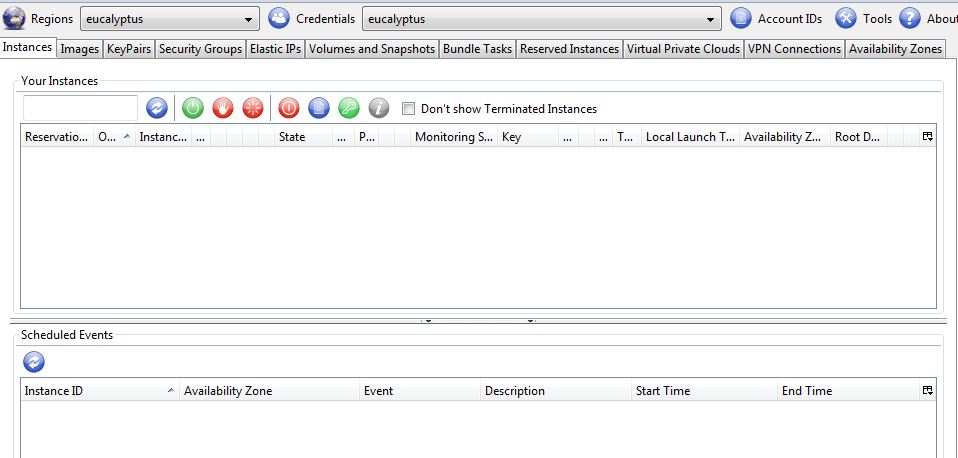 Regions eucalyptus Credentials eucalyptus Account IDs Tools About
Instances Images KeyPairs Security Groups Elastic IPs Volumes and Snapshots Bundle Tasks Reserved Instances Virtual Private Clouds VPN Connections Availability Zones
Your Instances
Don't show Terminated Instances
Reservatio... O... Instanc... ... State ... P... Monitoring S... Key ... ... T... Local Launch T... Availability Z... Root D...
Scheduled Events
Instance ID Availability Zone Event Description Start Time End Time